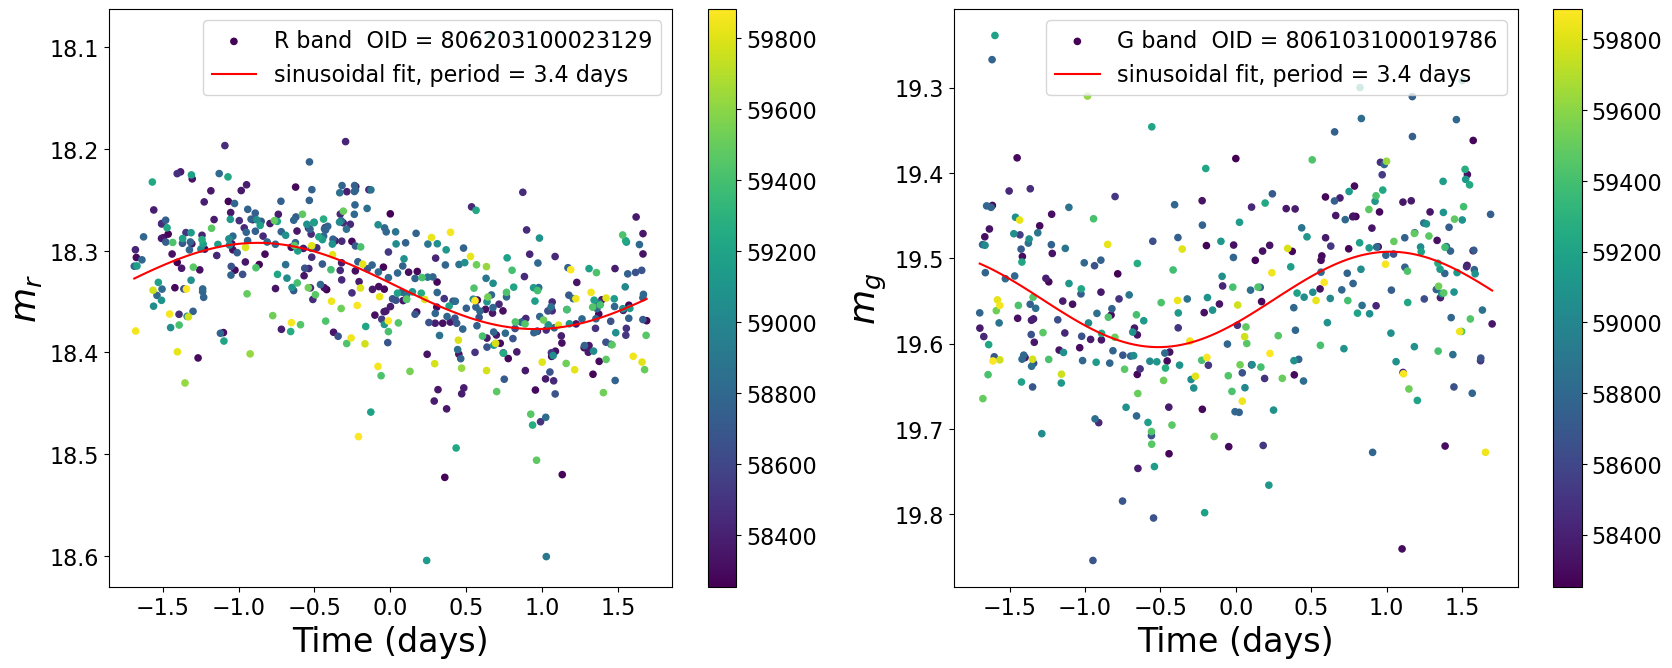 R band OID = 806203100023129
sinusoidal fit, period = 3.4 days
18.1
18.2
18.3
18.4
18.5
18.6
m_r
−1.5 −1.0 −0.5 0.0 0.5 1.0 1.5
Time (days)
59800
59600
59400
59200
59000
58800
58600
58400
G band OID = 806103100019786
sinusoidal fit, period = 3.4 days
19.3
19.4
19.5
19.6
19.7
19.8
m_g
−1.5 −1.0 −0.5 0.0 0.5 1.0 1.5
Time (days)
59800
59600
59400
59200
59000
58800
58600
58400